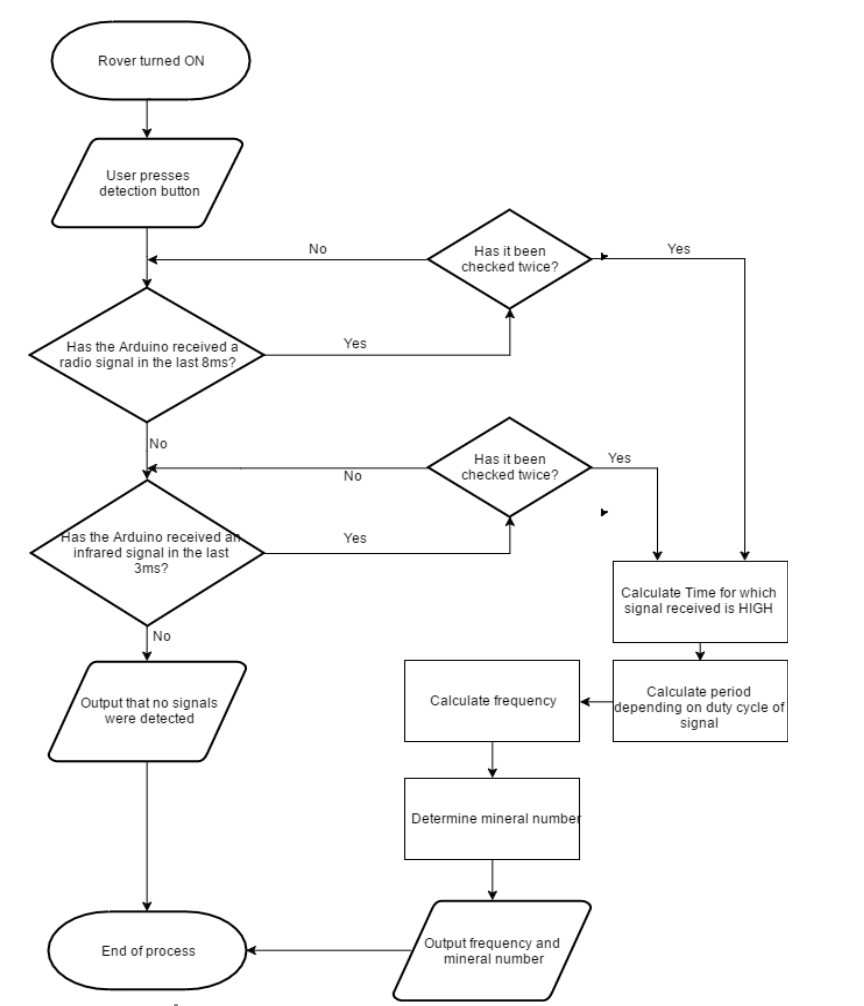 Rover turned ON
User presses
detection button
No
Has it been
checked twice?
Yes
Has the Arduino received a
radio signal in the last 8ms?
Yes
No
No
Has it been
checked twice?
Yes
Has the Arduino received an
infrared signal in the last
3ms?
Yes
Calculate Time for which
signal received is HIGH
No
Output that no signals
were detected
Calculate frequency
Calculate period
depending on duty cycle of
signal
Determine mineral number
End of process
Output frequency and
mineral number